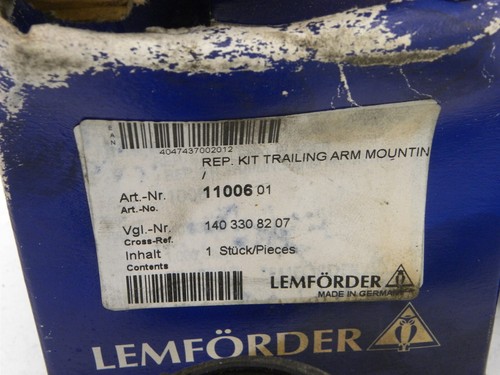 EAN
4047437002012
REP. KIT TRAILING ARM MOUNTIN
/
Art.-Nr. 11006 01
Art.-No.
Vgl.-Nr. 140 330 82 07
Cross-Ref.
Inhalt 1 Stück/Pieces
Contents
LEMFÖRDER
MADE IN GERMANY
LEMFÖRDER